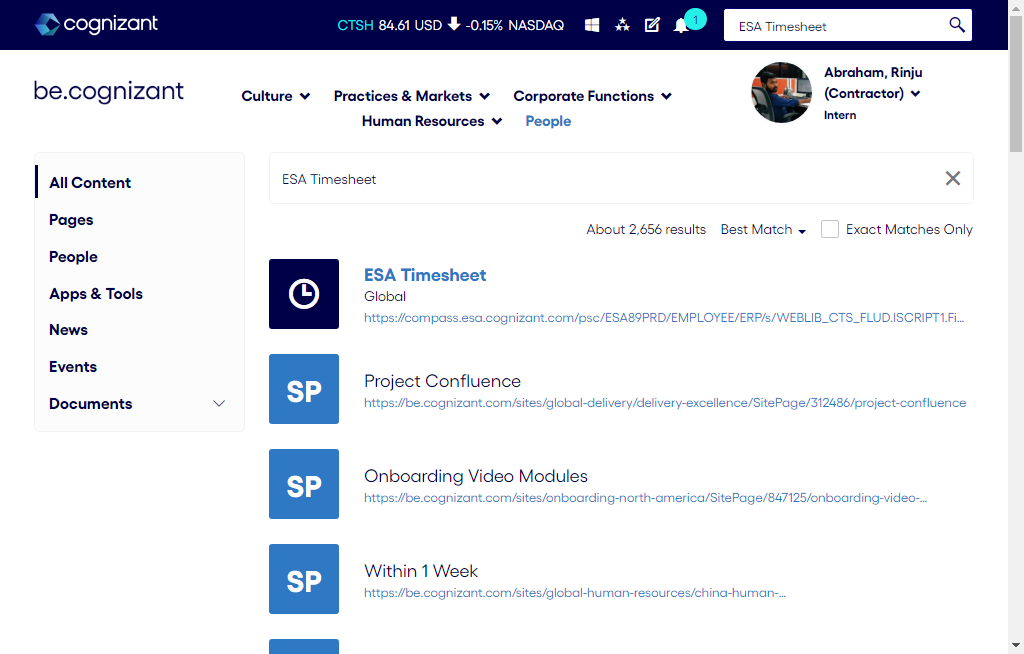 cognizant
CTSH 84.61 USD -0.15% NASDAQ
1
ESA Timesheet
be.cognizant
Culture
Practices & Markets
Corporate Functions
Human Resources
People
Abraham, Rinju
(Contractor)
Intern
All Content
Pages
People
Apps & Tools
News
Events
Documents
ESA Timesheet
About 2,656 results
Best Match
Exact Matches Only
ESA Timesheet
Global
https://compass.esa.cognizant.com/psc/ESA89PRD/EMPLOYEE/ERP/s/WEBLIB_CTS_FLUD.ISCRIPT1.Fi...
SP
Project Confluence
https://be.cognizant.com/sites/global-delivery/delivery-excellence/SitePage/312486/project-confluence
SP
Onboarding Video Modules
https://be.cognizant.com/sites/onboarding-north-america/SitePage/847125/onboarding-video-...
SP
Within 1 Week
https://be.cognizant.com/sites/global-human-resources/china-human-...